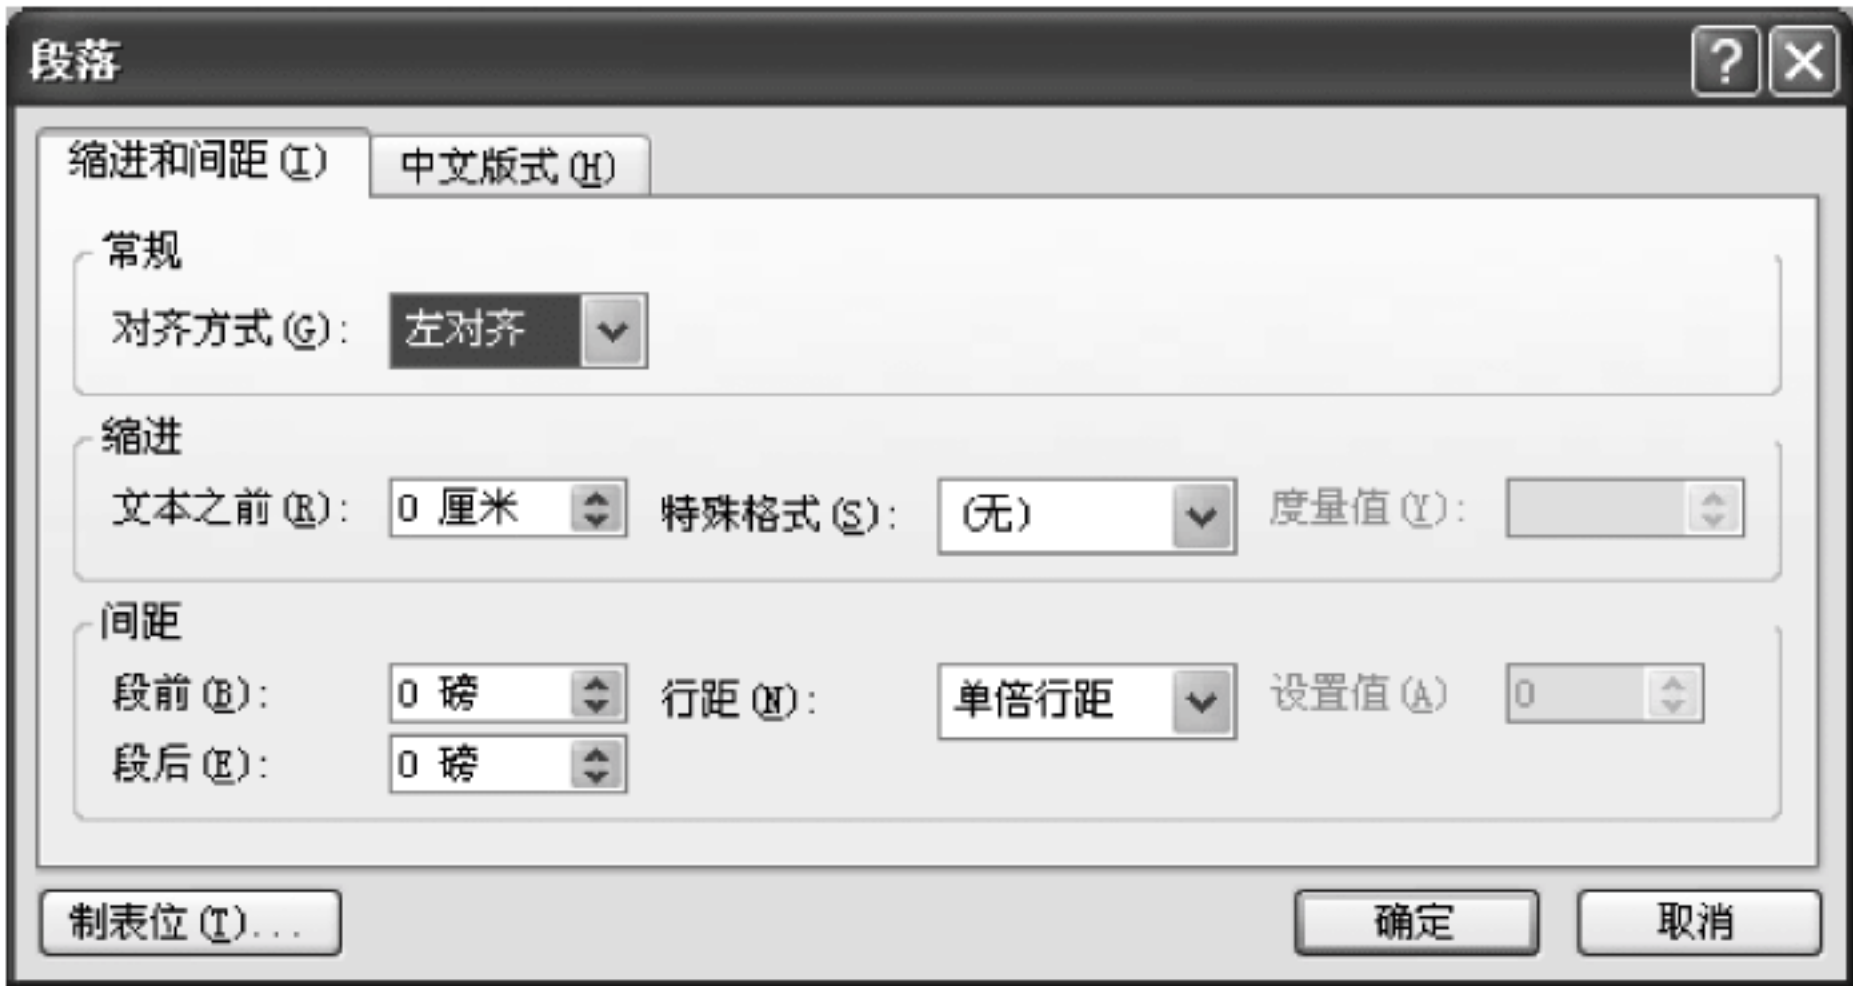 段落
缩进和间距(I) 中文版式(H)
常规
对齐方式(G): 左对齐
缩进
文本之前(R): 0 厘米 特殊格式(S): (无) 度量值(Y):
间距
段前(B): 0 磅 行距(N): 单倍行距 设置值(A) 0
段后(E): 0 磅
制表位(T)... 确定 取消